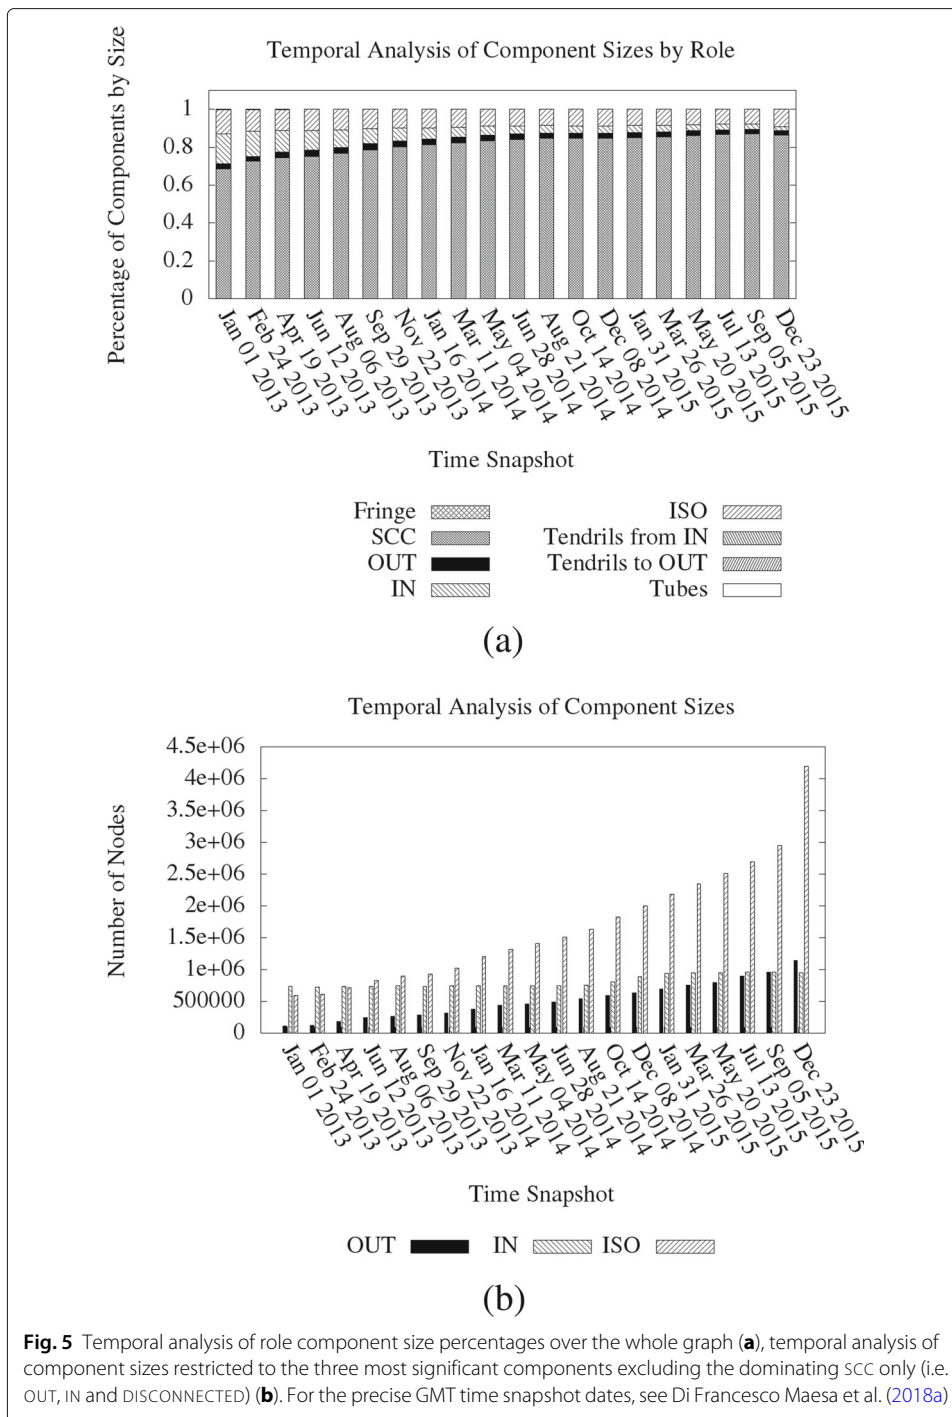 Temporal Analysis of Component Sizes by Role
Percentage of Components by Size
1
0.8
0.6
0.4
0.2
0
Jan 01 2013
Feb 24 2013
Apr 19 2013
Jun 12 2013
Aug 06 2013
Sep 29 2013
Nov 22 2013
Jan 16 2014
Mar 11 2014
May 04 2014
Jun 28 2014
Aug 21 2014
Oct 14 2014
Dec 08 2014
Jan 31 2015
Mar 26 2015
May 20 2015
Jul 13 2015
Sep 05 2015
Dec 23 2015
Time Snapshot
Fringe
SCC
OUT
IN
ISO
Tendrils from IN
Tendrils to OUT
Tubes
(a)
Temporal Analysis of Component Sizes
Number of Nodes
4.5e+06
4e+06
3.5e+06
3e+06
2.5e+06
2e+06
1.5e+06
1e+06
500000
0
Jan 01 2013
Feb 24 2013
Apr 19 2013
Jun 12 2013
Aug 06 2013
Sep 29 2013
Nov 22 2013
Jan 16 2014
Mar 11 2014
May 04 2014
Jun 28 2014
Aug 21 2014
Oct 14 2014
Dec 08 2014
Jan 31 2015
Mar 26 2015
May 20 2015
Jul 13 2015
Sep 05 2015
Dec 23 2015
Time Snapshot
OUT IN ISO
(b)
Fig. 5 Temporal analysis of role component size percentages over the whole graph (a), temporal analysis of
component sizes restricted to the three most significant components excluding the dominating SCC only (i.e.
OUT, IN and DISCONNECTED) (b). For the precise GMT time snapshot dates, see Di Francesco Maesa et al. (2018a)